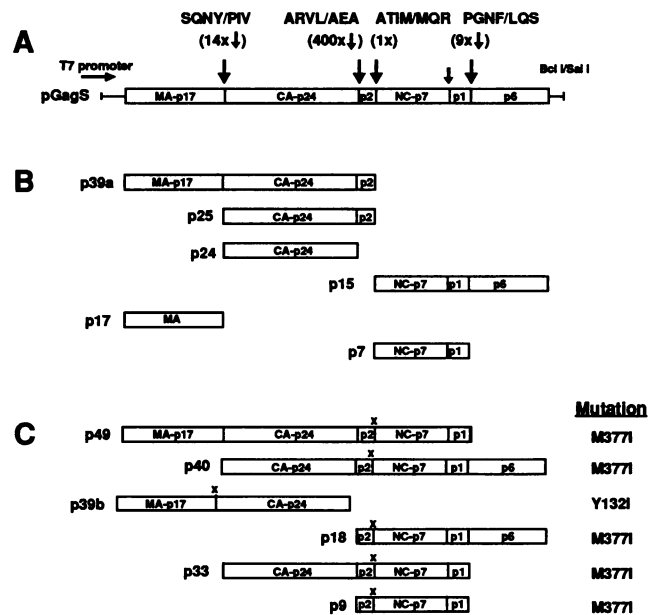 SQNY/PIV ARVL/AEA ATIM/MQR PGNF/LQS
A (14x↓) (400x↓) (1x) (9x↓)
T7 promoter Bcl I/Sal I
pGagS MA-p17 CA-p24 p2 NC-p7 p1 p6
B p39a MA-p17 CA-p24 p2
p25 CA-p24 p2
p24 CA-p24
p15 NC-p7 p1 p6
p17 MA
p7 NC-p7 p1
Mutation
C p49 MA-p17 CA-p24 p2 x NC-p7 p1 M377I
p40 CA-p24 p2 x NC-p7 p1 p6 M377I
p39b MA-p17 x CA-p24 Y132I
p18 p2 x NC-p7 p1 p6 M377I
p33 CA-p24 p2 x NC-p7 p1 M377I
p9 p2 x NC-p7 p1 M377I